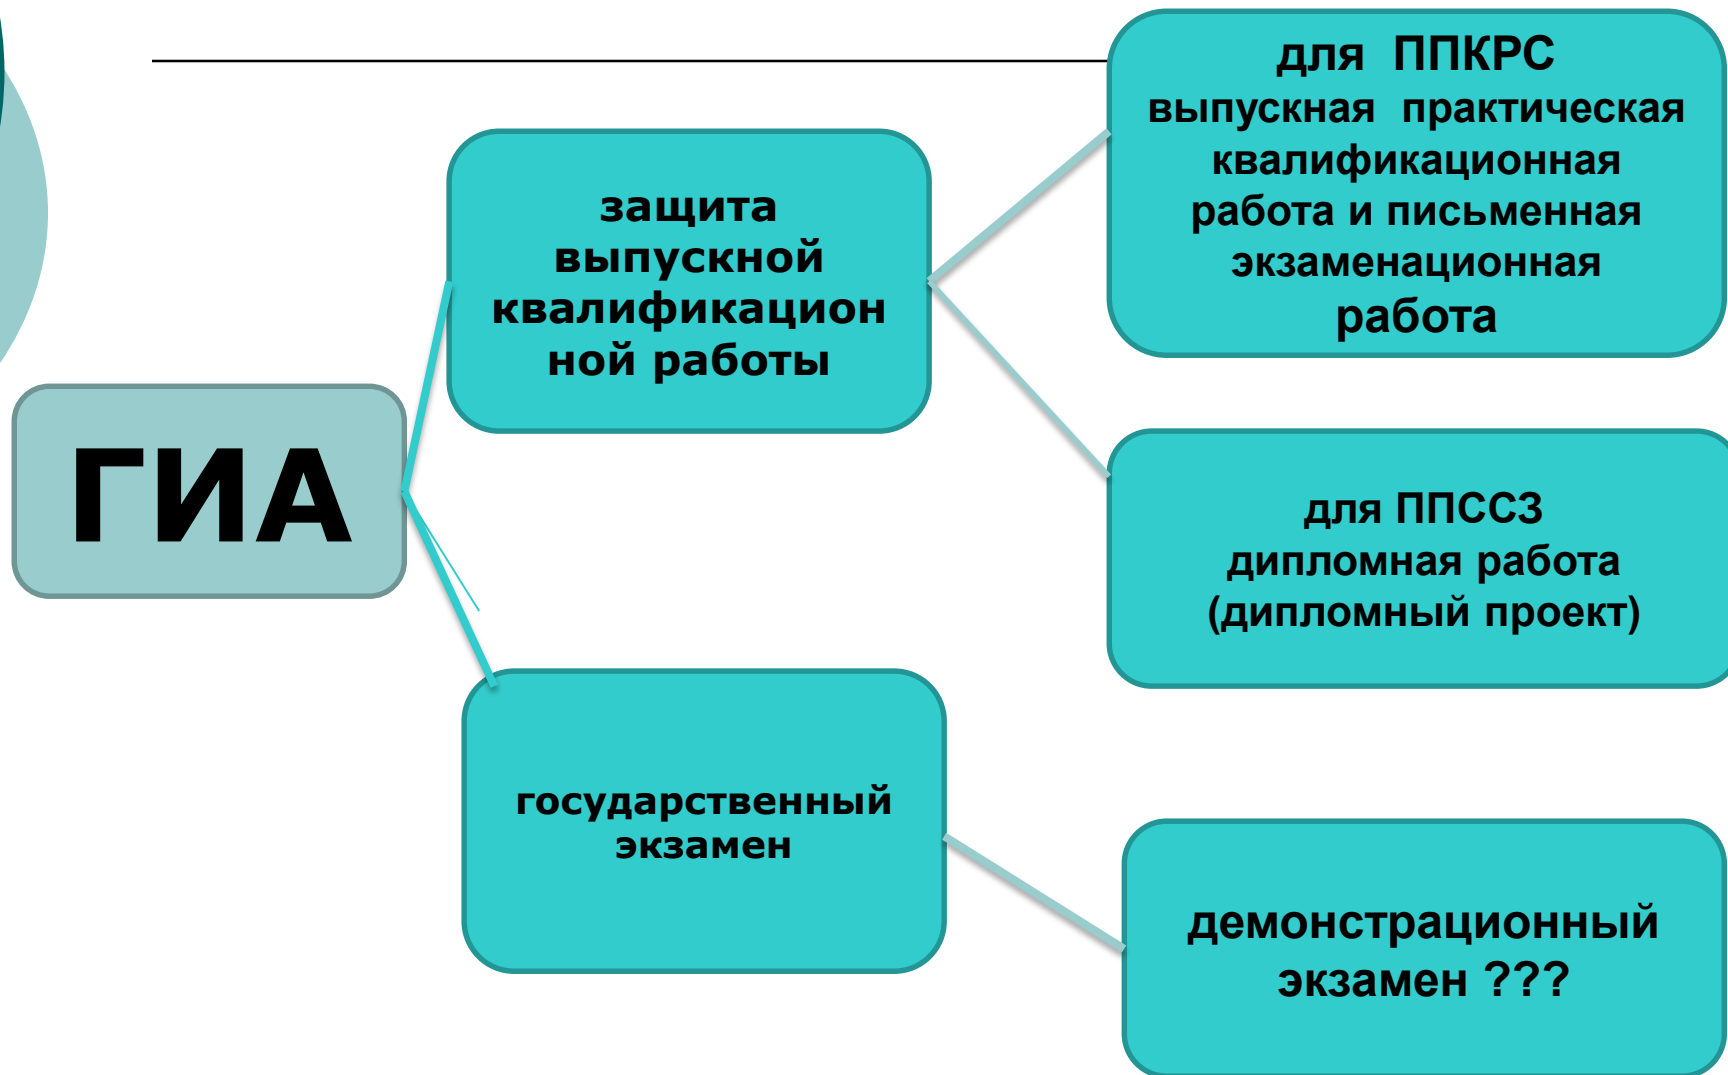 ГИА
защита
выпускной
квалификацион
ной работы
государственный
экзамен
для ППКРС
выпускная практическая
квалификационная
работа и письменная
экзаменационная
работа
для ППССЗ
дипломная работа
(дипломный проект)
демонстрационный
экзамен ???